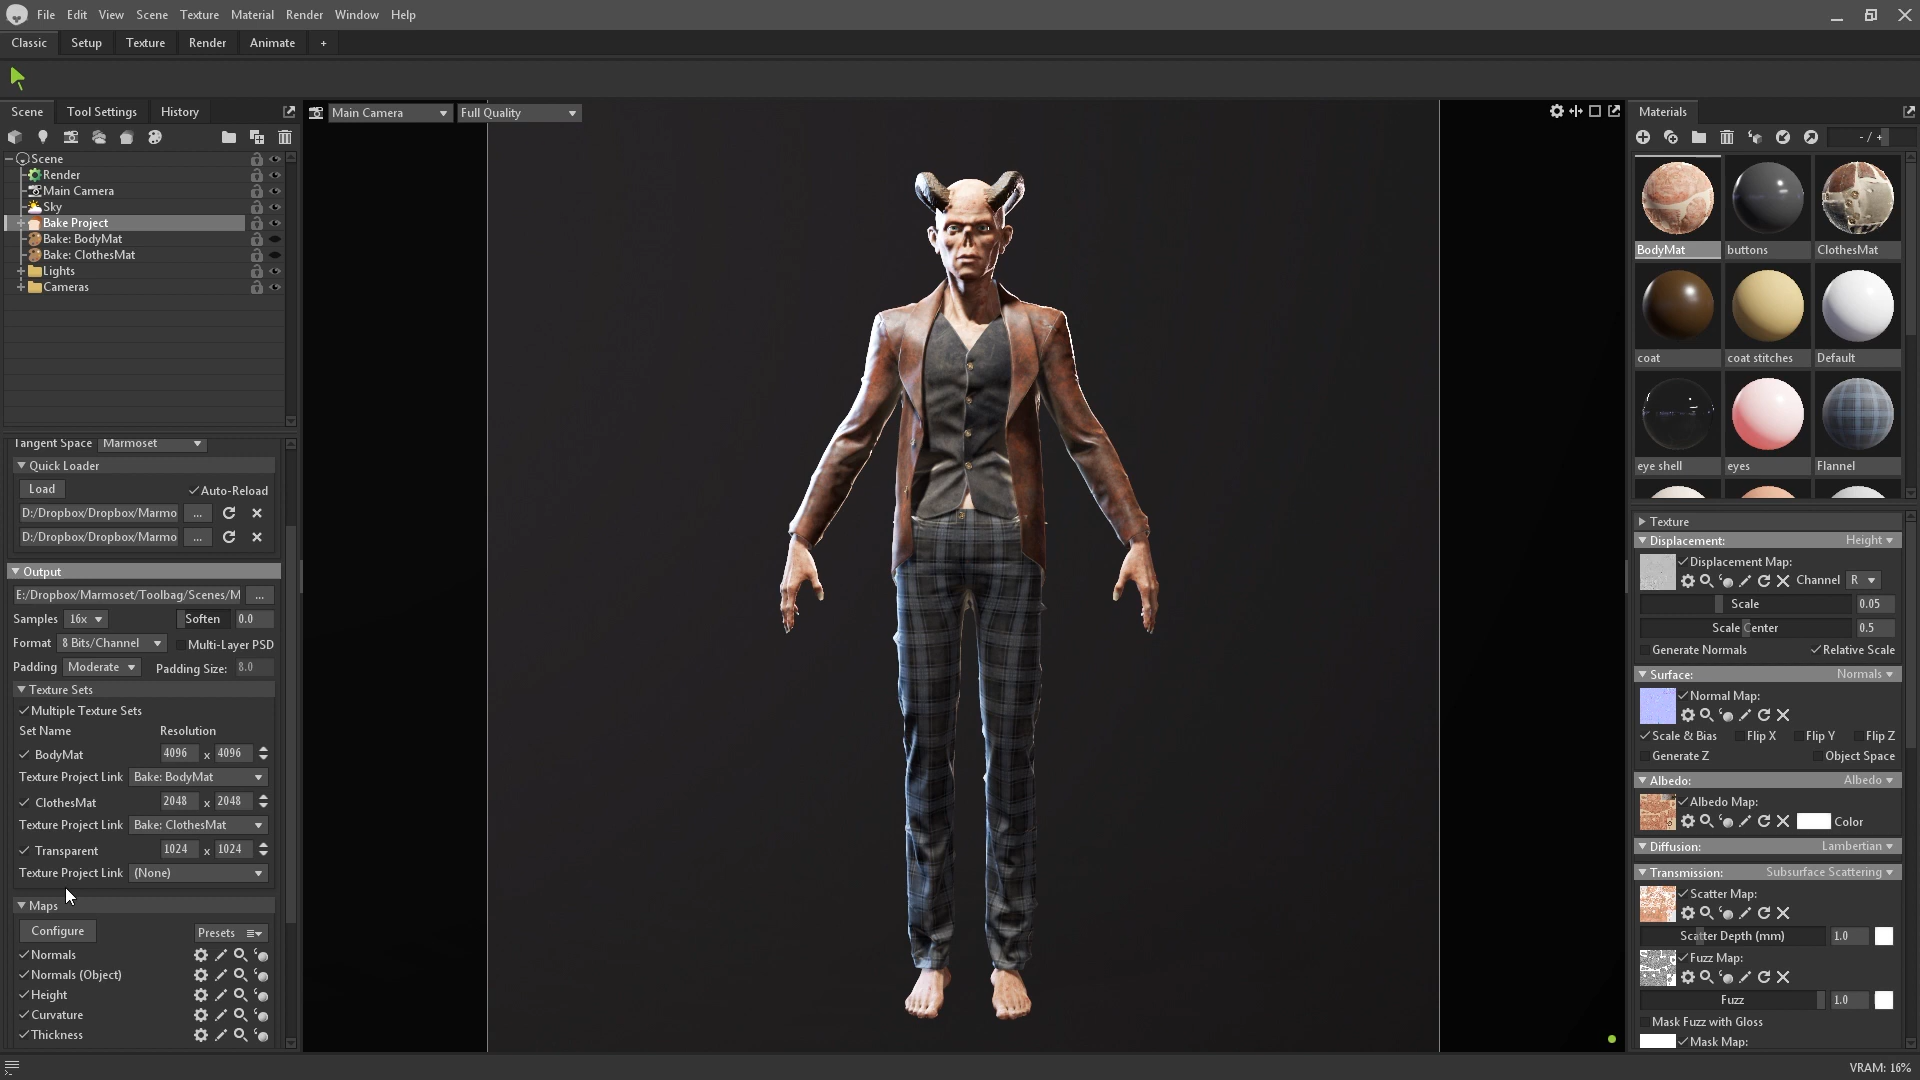 File Edit View Scene Texture Material Render Window Help
Classic Setup Texture Render Animate +
Scene Tool Settings History
Scene
Render
Main Camera
Sky
Bake Project
Bake: BodyMat
Bake: ClothesMat
Lights
Cameras
Tangent Space Marmoset
Quick Loader
Load Auto-Reload
D:/Dropbox/Dropbox/Marmo ...
D:/Dropbox/Dropbox/Marmo ...
Output
E:/Dropbox/Marmoset/Toolbag/Scenes/M ...
Samples 16x Soften 0.0
Format 8 Bits/Channel Multi-Layer PSD
Padding Moderate Padding Size: 8.0
Texture Sets
Multiple Texture Sets
Set Name Resolution
BodyMat 4096 x 4096
Texture Project Link Bake: BodyMat
ClothesMat 2048 x 2048
Texture Project Link Bake: ClothesMat
Transparent 1024 x 1024
Texture Project Link (None)
Maps
Configure Presets
Normals
Normals (Object)
Height
Curvature
Thickness
Main Camera Full Quality
Materials
- / +
BodyMat buttons ClothesMat
coat coat stitches Default
eye shell eyes Flannel
Texture
Displacement: Height
Displacement Map:
Channel R
Scale 0.05
Scale Center 0.5
Generate Normals Relative Scale
Surface: Normals
Normal Map:
Scale & Bias Flip X Flip Y Flip Z
Generate Z Object Space
Albedo: Albedo
Albedo Map:
Color
Diffusion: Lambertian
Transmission: Subsurface Scattering
Scatter Map:
Scatter Depth (mm) 1.0
Fuzz Map:
Fuzz 1.0
Mask Fuzz with Gloss
Mask Map:
VRAM: 16%